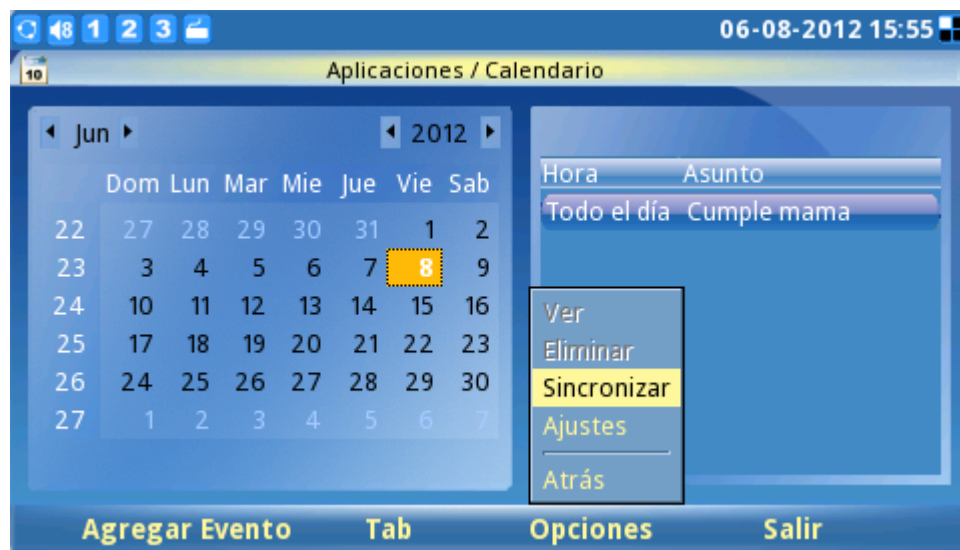 8 1 2 3 06-08-2012 15:55
10 Aplicaciones / Calendario
Jun 2012
Dom Lun Mar Mie Jue Vie Sab
22 27 28 29 30 31 1 2
23 3 4 5 6 7 8 9
24 10 11 12 13 14 15 16
25 17 18 19 20 21 22 23
26 24 25 26 27 28 29 30
27 1 2 3 4 5 6 7
Hora Asunto
Todo el día Cumple mama
Ver
Eliminar
Sincronizar
Ajustes
Atrás
Agregar Evento Tab Opciones Salir